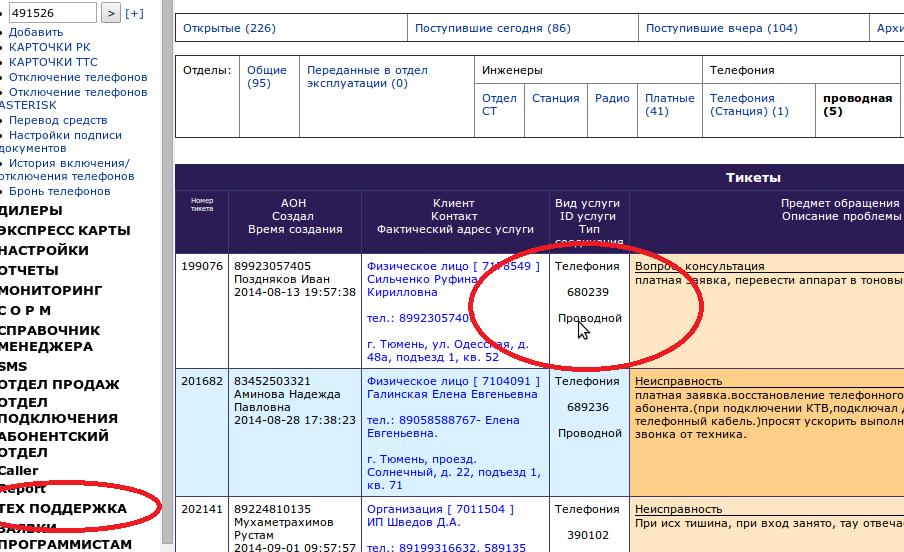 491526 > [+]
Добавить
КАРТОЧКИ РК
КАРТОЧКИ ТТС
Отключение телефонов
Отключение телефонов
ASTERISK
Перевод средств
Настройки подписи
документов
История включения/
отключения телефонов
Бронь телефонов
ДИЛЕРЫ
ЭКСПРЕСС КАРТЫ
НАСТРОЙКИ
ОТЧЕТЫ
МОНИТОРИНГ
С О Р М
СПРАВОЧНИК
МЕНЕДЖЕРА
SMS
ОТДЕЛ ПРОДАЖ
ОТДЕЛ
ПОДКЛЮЧЕНИЯ
АБОНЕНТСКИЙ
ОТДЕЛ
Caller
Report
ТЕХ ПОДДЕРЖКА
ЗАЯВКИ
ПРОГРАММИСТАМ
Открытые (226)
Поступившие сегодня (86)
Поступившие вчера (104)
Отделы:
Общие
(95)
Переданные в отдел
эксплуатации (0)
Инженеры
Отдел
СТ
Станция
Радио
Платные
(41)
Телефония
Телефония
(Станция) (1)
проводная
(5)
Тикеты
Номер
тикета
АОН
Создал
Время создания
Клиент
Контакт
Фактический адрес услуги
Вид услуги
ID услуги
Тип
соединения
Предмет обращения
Описание проблемы
199076
89923057405
Поздняков Иван
2014-08-13 19:57:38
Физическое лицо [ 7178549 ]
Сильченко Руфина
Кирилловна
тел.: 89923057405
г. Тюмень, ул. Одесская, д.
48а, подъезд 1, кв. 52
Телефония
680239
Проводной
Вопрос, консультация
платная заявка, перевести аппарат в тоновы
201682
83452503321
Аминова Надежда
Павловна
2014-08-28 17:38:23
Физическое лицо [ 7104091 ]
Галинская Елена Евгеньевна
тел.: 89058588767- Елена
Евгеньевна.
г. Тюмень, проезд.
Солнечный, д. 22, подъезд 1,
кв. 71
Телефония
689236
Проводной
Неисправность
платная заявка.восстановление телефонного
абонента.(при подключении КТВ,подключал
телефонный кабель.)просят ускорить выполн
звонка от техника.
202141
89224810135
Мухаметрахимов
Рустам
2014-09-01 09:57:57
Организация [ 7011504 ]
ИП Шведов Д.А.
тел.: 89199316632, 589135
Телефония
390102
Неисправность
При исх тишина, при вход занято, тау отвеча